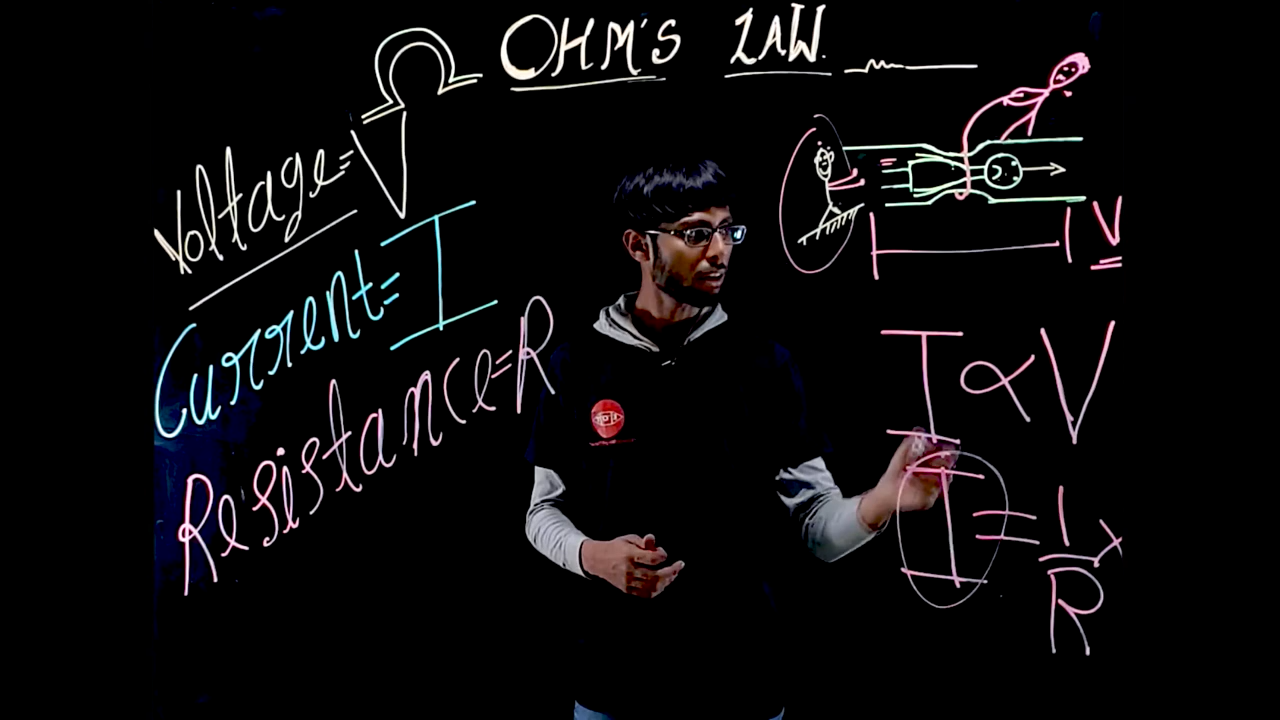 OHM'S LAW
Voltage = V
Current = I
Resistance = R
V
I ∝ V
I = 1/R ×